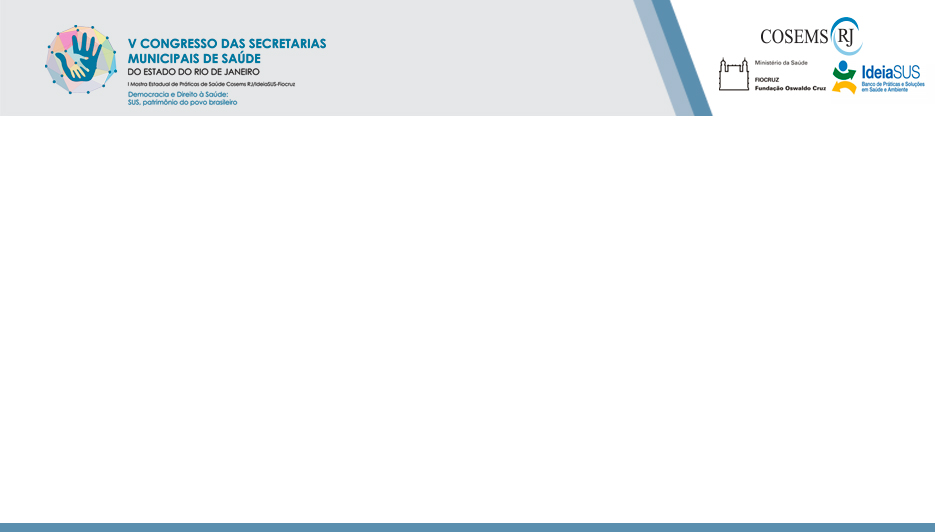 V CONGRESSO DAS SECRETARIAS
MUNICIPAIS DE SAÚDE
DO ESTADO DO RIO DE JANEIRO
I Mostra Estadual de Práticas de Saúde Cosems RJ/IdeiaSUS-Fiocruz
Democracia e Direito à Saúde:
SUS, patrimônio do povo brasileiro
COSEMS RJ
Ministério da Saúde
FIOCRUZ
Fundação Oswaldo Cruz
IdeiaSUS
Banco de Práticas e Soluções
em Saúde e Ambiente